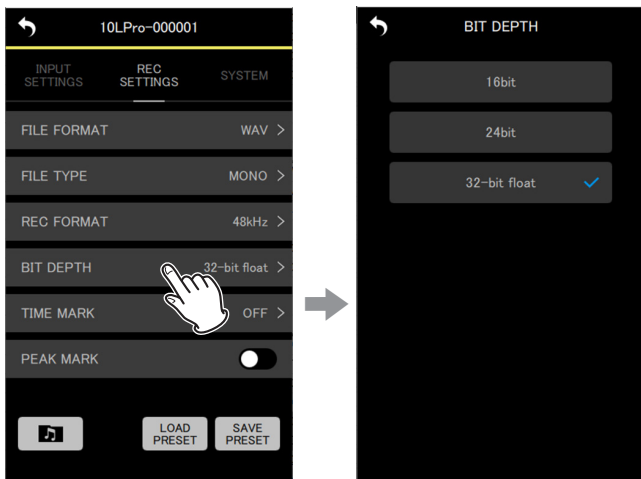 10LPro-000001
INPUT
SETTINGS
REC
SETTINGS
SYSTEM
FILE FORMAT WAV >
FILE TYPE MONO >
REC FORMAT 48kHz >
BIT DEPTH 32-bit float >
TIME MARK OFF >
PEAK MARK
LOAD
PRESET
SAVE
PRESET
BIT DEPTH
16bit
24bit
32-bit float